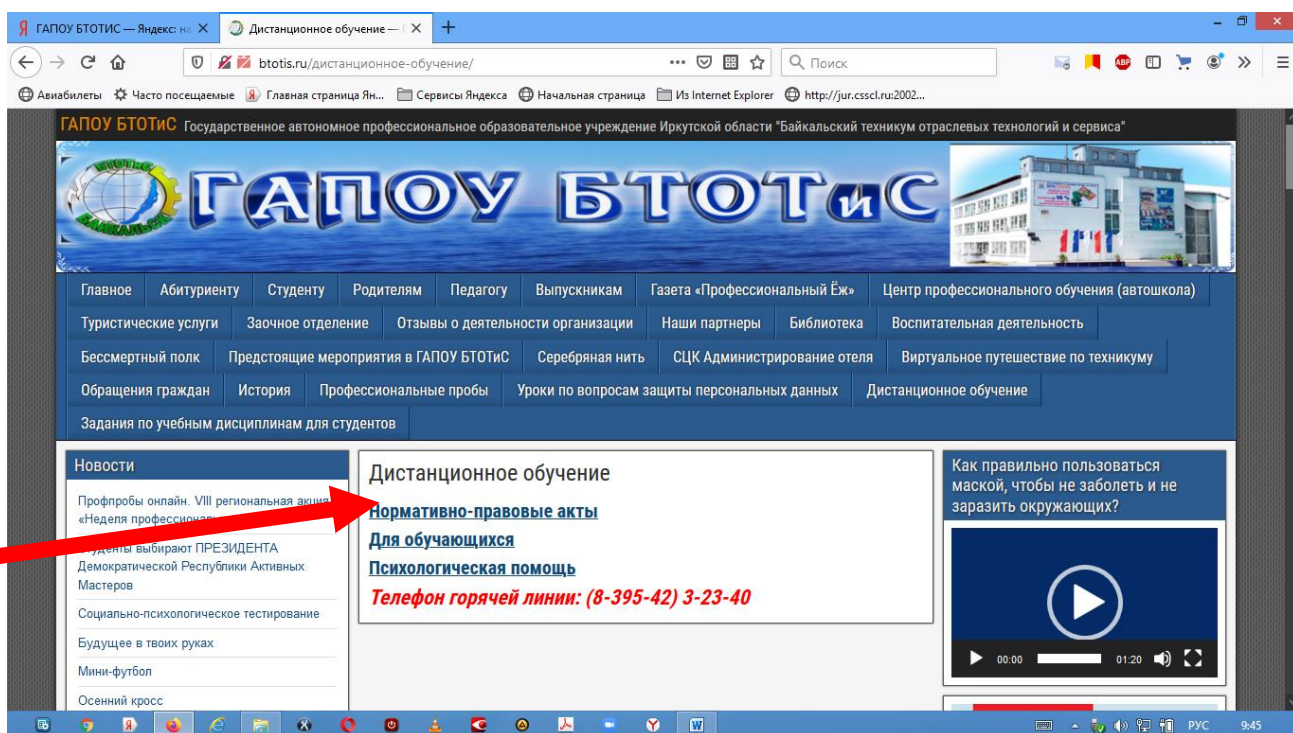 ГАПОУ БТОТИС — Яндекс: на
Дистанционное обучение — |
btotis.ru/дистанционное-обучение/
Поиск
ABP
Авиабилеты Часто посещаемые Главная страница Ян... Сервисы Яндекса Начальная страница Из Internet Explorer http://jur.csscl.ru:2002...
ГАПОУ БТОТиС Государственное автономное профессиональное образовательное учреждение Иркутской области "Байкальский техникум отраслевых технологий и сервиса"
БТОТиС
БАЙКАЛЬСК
ГАПОУ БТОТиС
Главное Абитуриенту Студенту Родителям Педагогу Выпускникам Газета «Профессиональный Ёж» Центр профессионального обучения (автошкола)
Туристические услуги Заочное отделение Отзывы о деятельности организации Наши партнеры Библиотека Воспитательная деятельность
Бессмертный полк Предстоящие мероприятия в ГАПОУ БТОТиС Серебряная нить СЦК Администрирование отеля Виртуальное путешествие по техникуму
Обращения граждан История Профессиональные пробы Уроки по вопросам защиты персональных данных Дистанционное обучение
Задания по учебным дисциплинам для студентов
Новости
Профпробы онлайн. VIII региональная акция
«Неделя
Студенты выбирают ПРЕЗИДЕНТА
Демократической Республики Активных
Мастеров
Социально-психологическое тестирование
Будущее в твоих руках
Мини-футбол
Осенний кросс
Дистанционное обучение
Нормативно-правовые акты
Для обучающихся
Психологическая помощь
Телефон горячей линии: (8-395-42) 3-23-40
Как правильно пользоваться
маской, чтобы не заболеть и не
заразить окружающих?
00:00 01:20
РУС 9:45